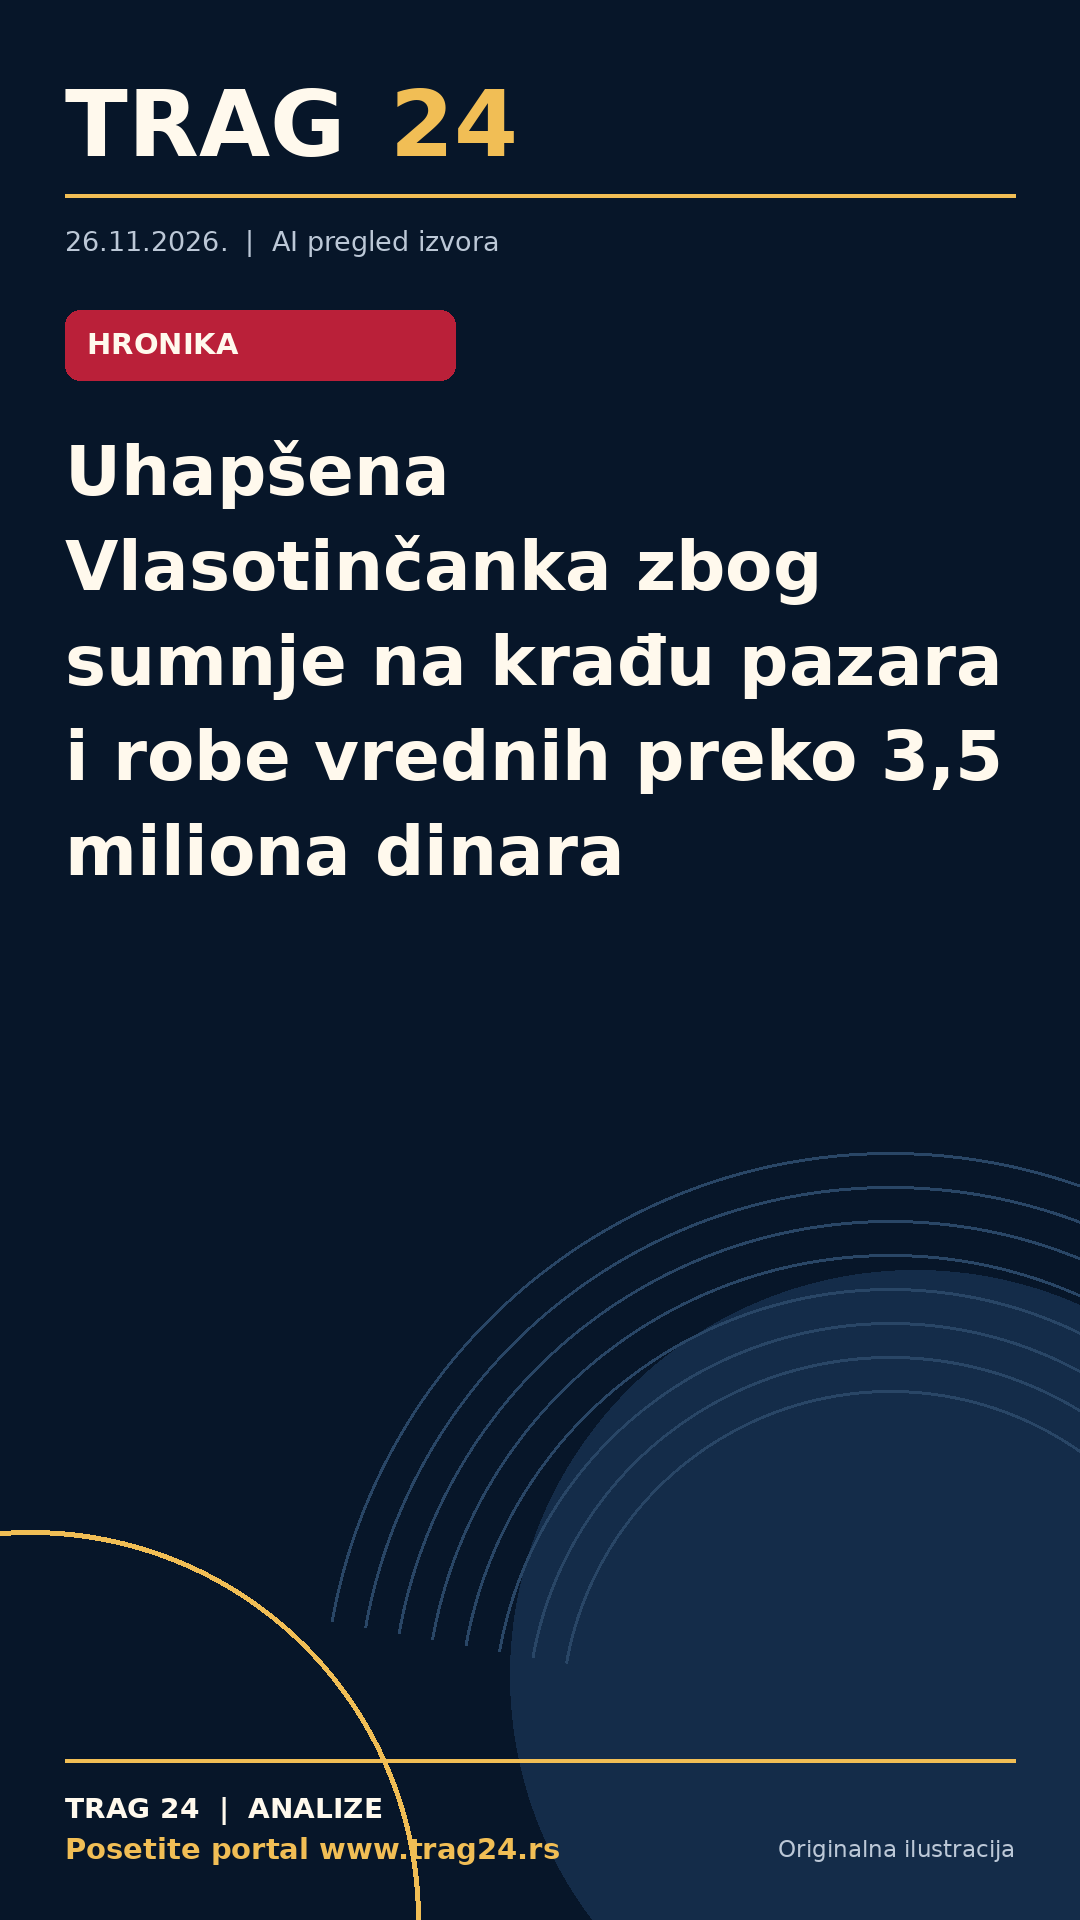 TRAG 24
26.11.2026. | AI pregled izvora
HRONIKA
Uhapšena
Vlasotinčanka zbog
sumnje na krađu pazara
i robe vrednih preko 3,5
miliona dinara
TRAG 24 | ANALIZE
Posetite portal www.trag24.rs
Originalna ilustracija